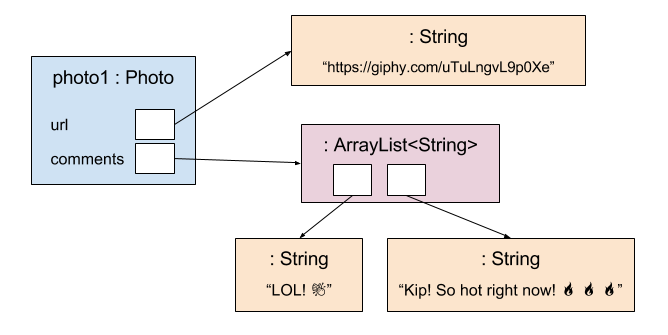 : String
“https://giphy.com/uTuLngvL9p0Xe”
photo1 : Photo
url
comments
: ArrayList<String>
: String
“LOL! 👏”
: String
“Kip! So hot right now! 🔥 🔥 🔥”